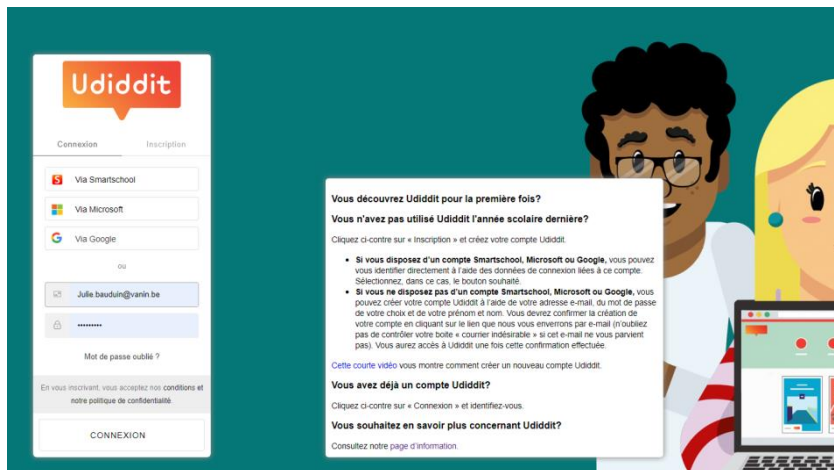 Udiddit
Connexion Inscription
Via Smartschool
Via Microsoft
Via Google
ou
Julie.bauduin@vanin.be
Mot de passe oublié ?
En vous inscrivant, vous acceptez nos conditions et
notre politique de confidentialité.
CONNEXION
Vous découvrez Udiddit pour la première fois?
Vous n'avez pas utilisé Udiddit l'année scolaire dernière?
Cliquez ci-contre sur « Inscription » et créez votre compte Udiddit.
• Si vous disposez d'un compte Smartschool, Microsoft ou Google, vous pouvez
vous identifier directement à l'aide des données de connexion liées à ce compte.
Sélectionnez, dans ce cas, le bouton souhaité.
• Si vous ne disposez pas d'un compte Smartschool, Microsoft ou Google, vous
pouvez créer votre compte Udiddit à l'aide de votre adresse e-mail, du mot de passe
de votre choix et de votre prénom et nom. Vous devrez confirmer la création de
votre compte en cliquant sur le lien que nous vous enverrons par e-mail (n'oubliez
pas de contrôler votre boite « courrier indésirable » si cet e-mail ne vous parvient
pas). Vous aurez accès à Udiddit une fois cette confirmation effectuée.
Cette courte vidéo vous montre comment créer un nouveau compte Udiddit.
Vous avez déjà un compte Udiddit?
Cliquez ci-contre sur « Connexion » et identifiez-vous.
Vous souhaitez en savoir plus concernant Udiddit?
Consultez notre page d'information.